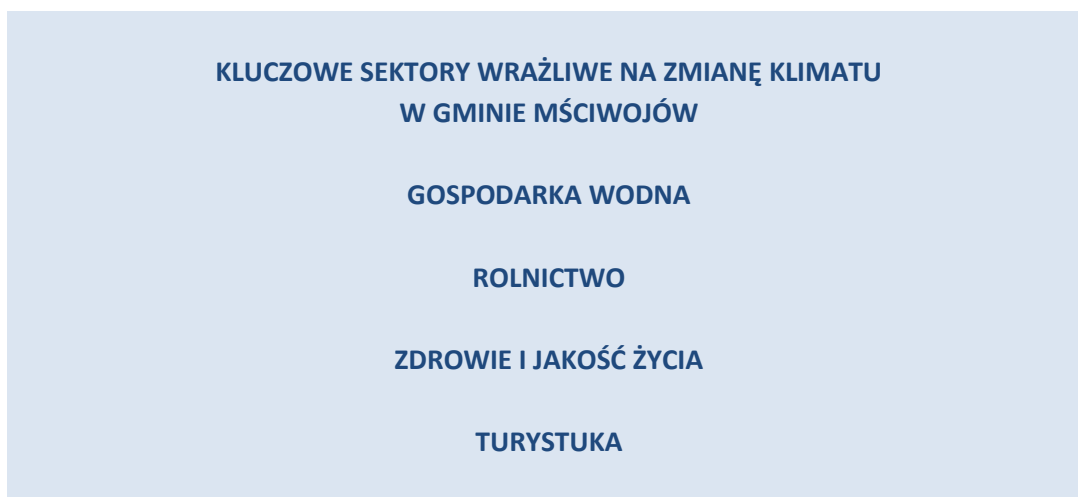 KLUCZOWE SEKTORY WRAŻLIWE NA ZMIANĘ KLIMATU
W GMINIE MŚCIWOJÓW
GOSPODARKA WODNA
ROLNICTWO
ZDROWIE I JAKOŚĆ ŻYCIA
TURYSTUKA